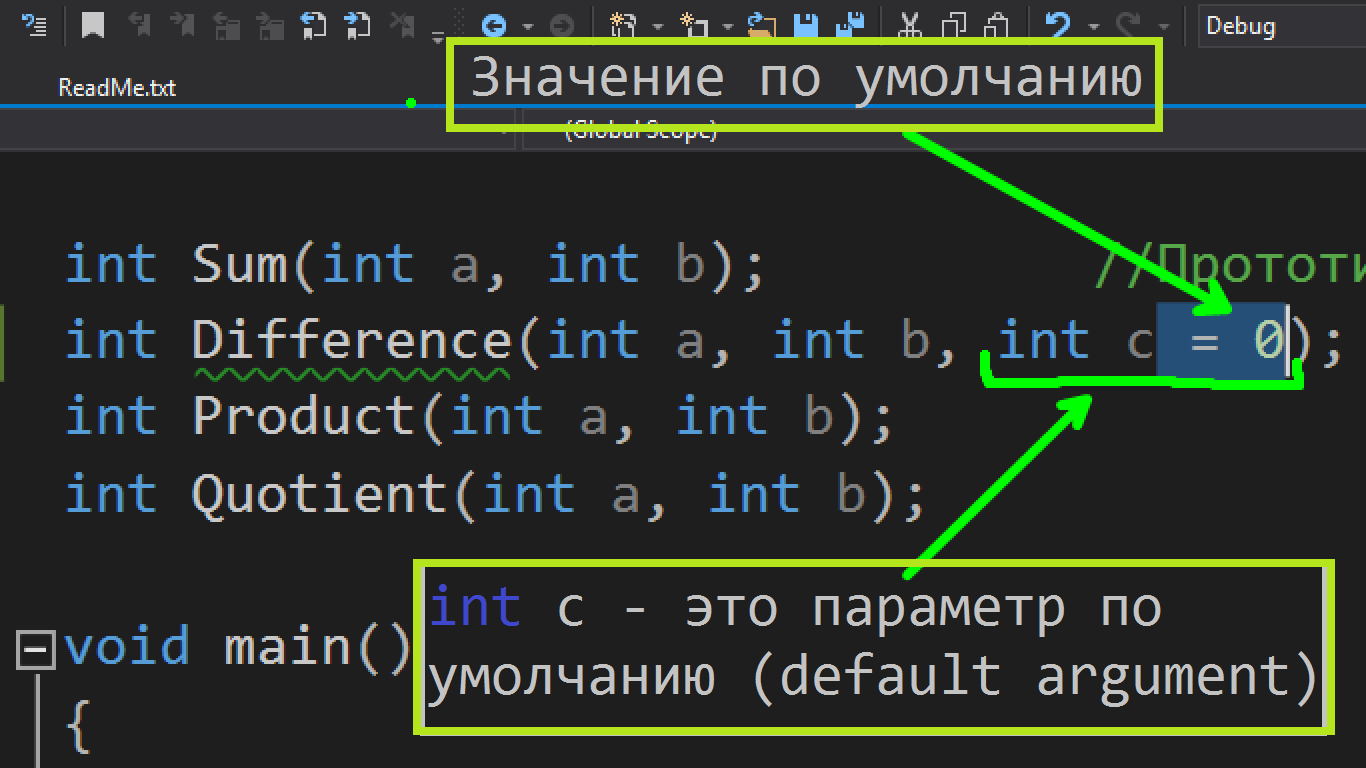 Debug
Значение по умолчанию
ReadMe.txt
(Global Scope)
int Sum(int a, int b); //Прототи
int Difference(int a, int b, int c = 0);
int Product(int a, int b);
int Quotient(int a, int b);
int c - это параметр по
умолчанию (default argument)
void main()
{